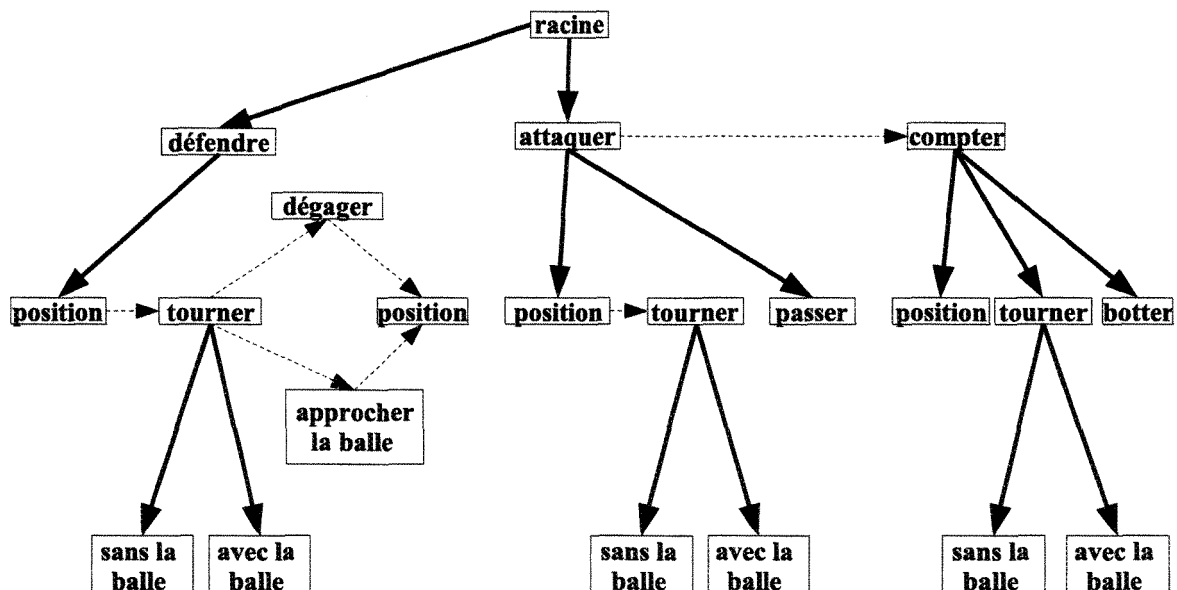 racine
défendre
attaquer
compter
dégager
position
tourner
position
position
tourner
passer
position
tourner
botter
approcher
la balle
sans la
balle
avec la
balle
sans la
balle
avec la
balle
sans la
balle
avec la
balle